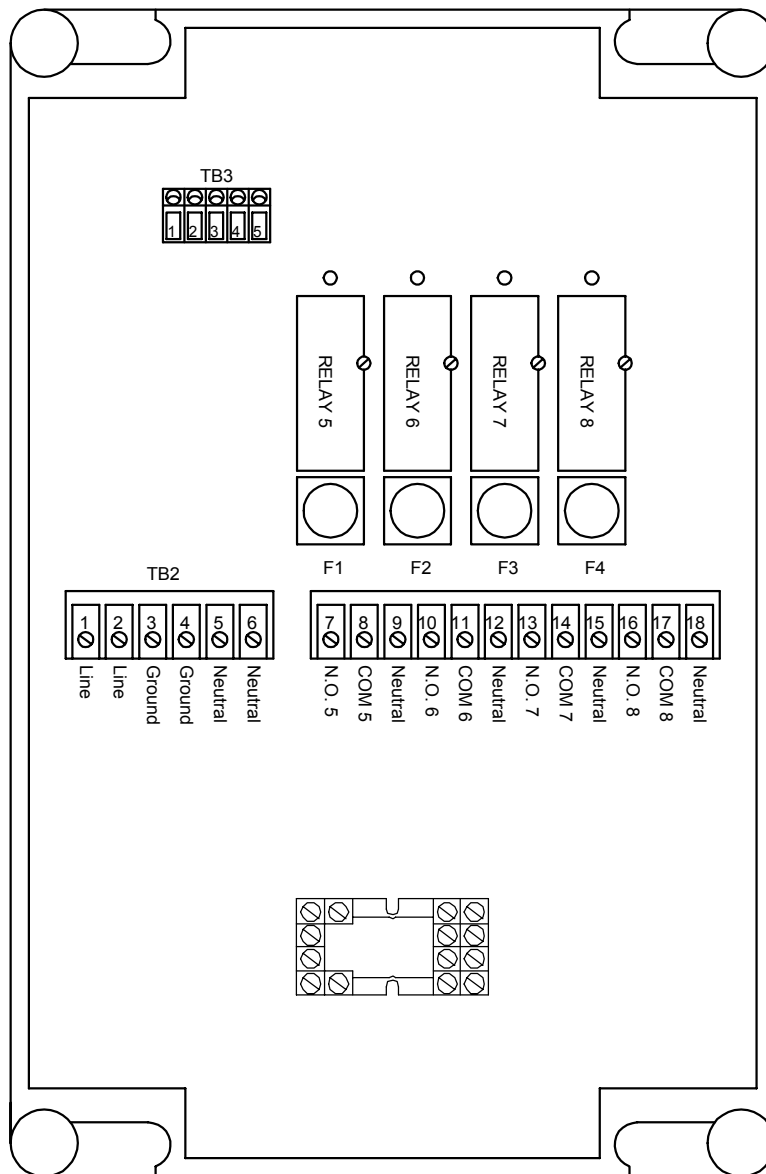 TB3
1 2 3 4 5
RELAY 5 RELAY 6 RELAY 7 RELAY 8
F1 F2 F3 F4
TB2
1 2 3 4 5 6 7 8 9 10 11 12 13 14 15 16 17 18
Line Line Ground Ground Neutral Neutral N.O. 5 COM 5 Neutral N.O. 6 COM 6 Neutral N.O. 7 COM 7 Neutral N.O. 8 COM 8 Neutral